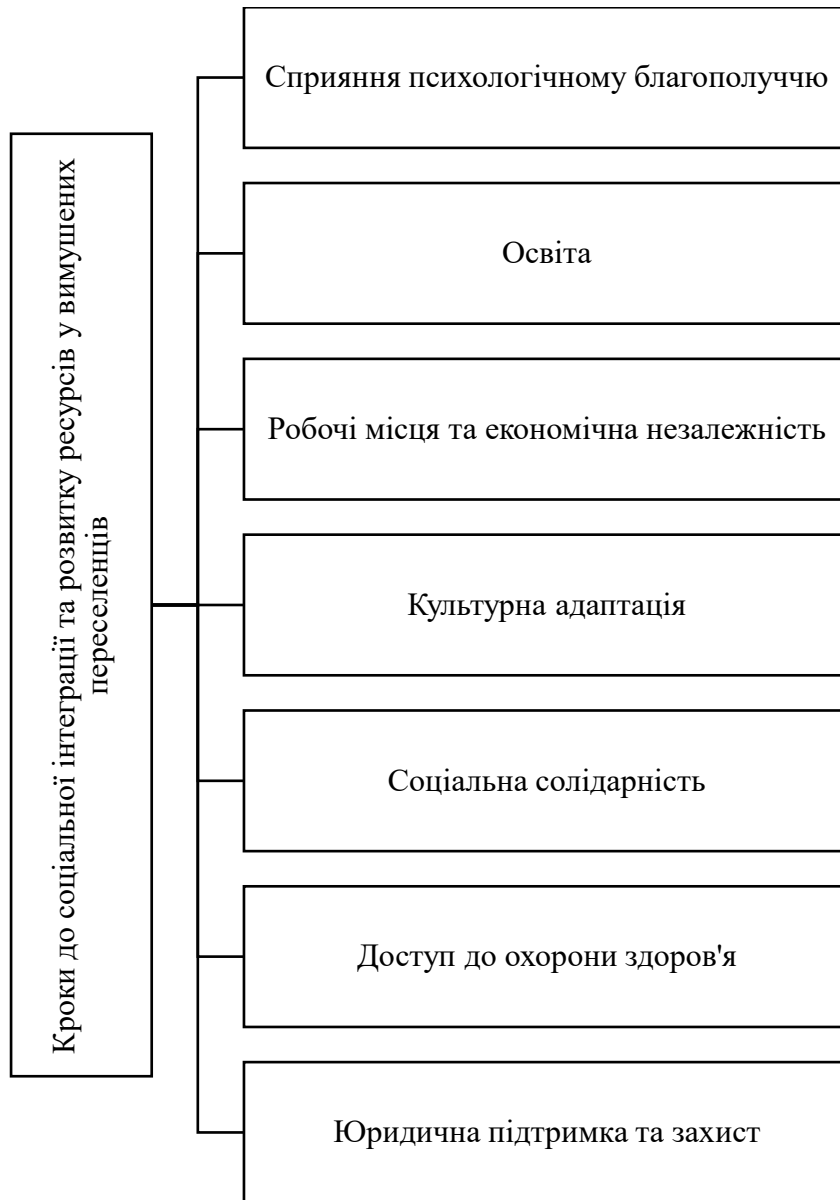 Кроки до соціальної інтеграції та розвитку ресурсів у вимушених
переселенців
Сприяння психологічному благополуччю
Освіта
Робочі місця та економічна незалежність
Культурна адаптація
Соціальна солідарність
Доступ до охорони здоров'я
Юридична підтримка та захист